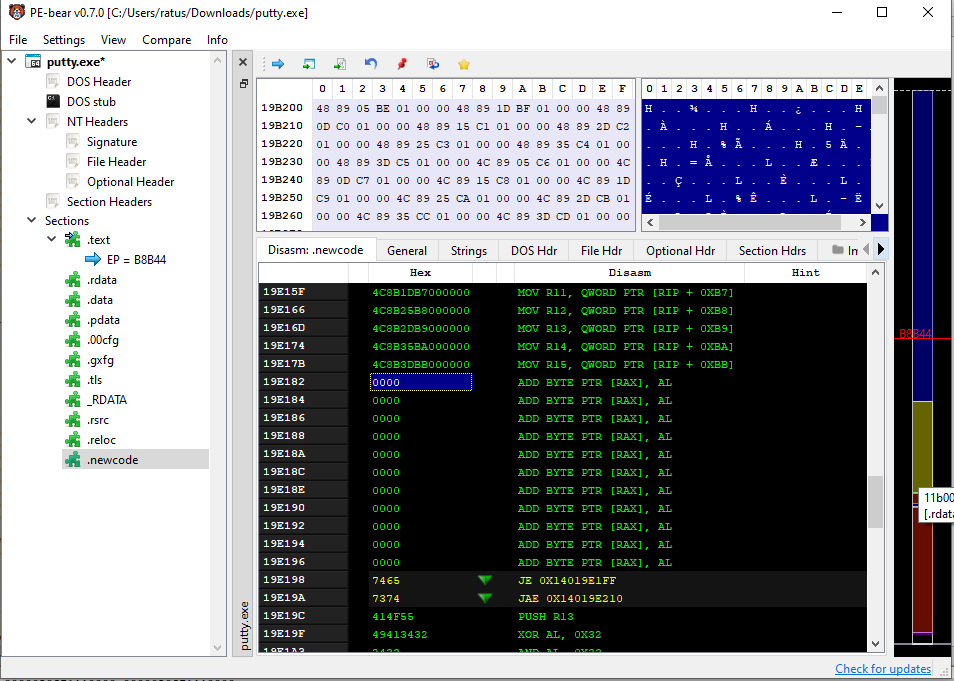 PE-bear v0.7.0 [C:/Users/ratus/Downloads/putty.exe]
File Settings View Compare Info
putty.exe*
DOS Header
DOS stub
NT Headers
Signature
File Header
Optional Header
Section Headers
Sections
.text
EP = B8B44
.rdata
.data
.pdata
.00cfg
.gxfg
.tls
_RDATA
.rsrc
.reloc
.newcode
putty.exe
0 1 2 3 4 5 6 7 8 9 A B C D E F
19B200 48 89 05 BE 01 00 00 48 89 1D BF 01 00 00 48 89
19B210 0D C0 01 00 00 48 89 15 C1 01 00 00 48 89 2D C2
19B220 01 00 00 48 89 25 C3 01 00 00 48 89 35 C4 01 00
19B230 00 48 89 3D C5 01 00 00 4C 89 05 C6 01 00 00 4C
19B240 89 0D C7 01 00 00 4C 89 15 C8 01 00 00 4C 89 1D
19B250 C9 01 00 00 4C 89 25 CA 01 00 00 4C 89 2D CB 01
19B260 00 00 4C 89 35 CC 01 00 00 4C 89 3D CD 01 00 00
0 1 2 3 4 5 6 7 8 9 A B C D E
H . . ¾ . . . H . . ¿ . . . H
. À . . . H . . Á . . . H . -
. . . H . % Ã . . . H . 5 Ä .
. H . = Å . . . L . . Æ . . .
. . Ç . . . L . . È . . . L .
É . . . L . % Ê . . . L . - Ë
Disasm: .newcode General Strings DOS Hdr File Hdr Optional Hdr Section Hdrs
Hex Disasm Hint
19E15F 4C8B1DB7000000 MOV R11, QWORD PTR [RIP + 0XB7]
19E166 4C8B25B8000000 MOV R12, QWORD PTR [RIP + 0XB8]
19E16D 4C8B2DB9000000 MOV R13, QWORD PTR [RIP + 0XB9]
19E174 4C8B35BA000000 MOV R14, QWORD PTR [RIP + 0XBA]
19E17B 4C8B3DBB000000 MOV R15, QWORD PTR [RIP + 0XBB]
19E182 0000 ADD BYTE PTR [RAX], AL
19E184 0000 ADD BYTE PTR [RAX], AL
19E186 0000 ADD BYTE PTR [RAX], AL
19E188 0000 ADD BYTE PTR [RAX], AL
19E18A 0000 ADD BYTE PTR [RAX], AL
19E18C 0000 ADD BYTE PTR [RAX], AL
19E18E 0000 ADD BYTE PTR [RAX], AL
19E190 0000 ADD BYTE PTR [RAX], AL
19E192 0000 ADD BYTE PTR [RAX], AL
19E194 0000 ADD BYTE PTR [RAX], AL
19E196 0000 ADD BYTE PTR [RAX], AL
19E198 7465 JE 0X14019E1FF
19E19A 7374 JAE 0X14019E210
19E19C 414F55 PUSH R13
19E19F 49413432 XOR AL, 0X32
B8B44
11b00
[.rdata
Check for updates